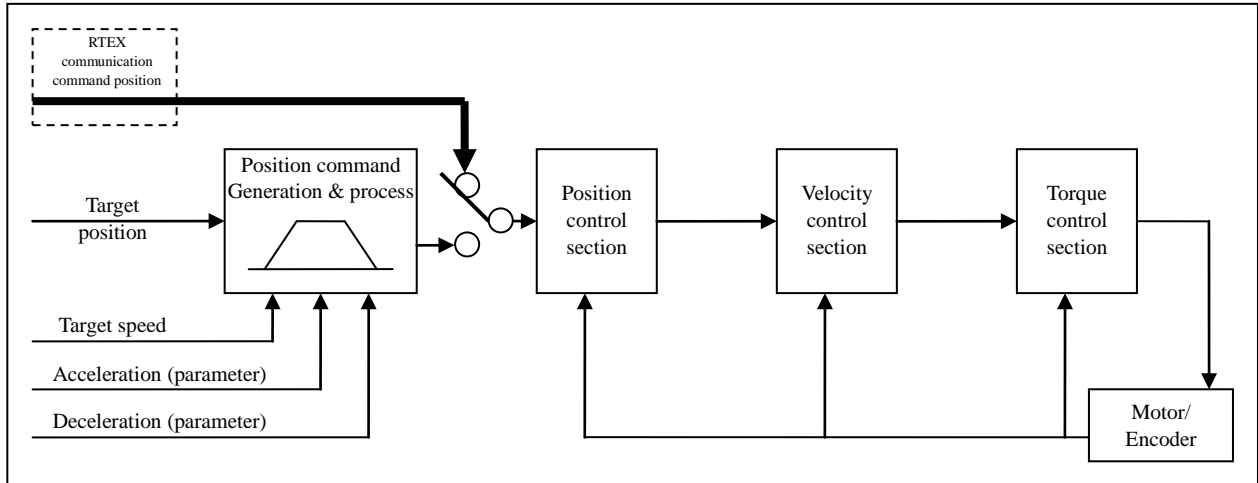 RTEX
communication
command position
Position command
Generation & process
Target
position
Position
control
section
Velocity
control
section
Torque
control
section
Target speed
Acceleration (parameter)
Deceleration (parameter)
Motor/
Encoder